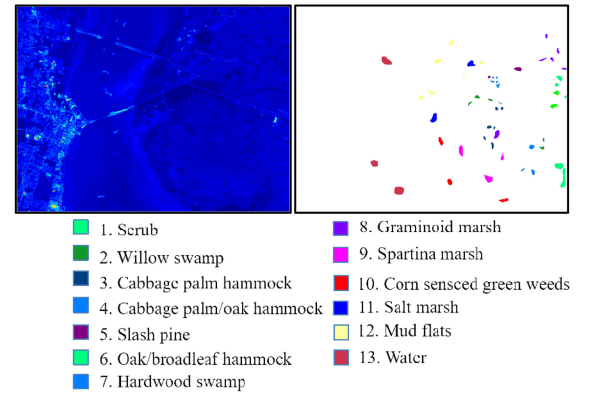 1. Scrub
2. Willow swamp
3. Cabbage palm hammock
4. Cabbage palm/oak hammock
5. Slash pine
6. Oak/broadleaf hammock
7. Hardwood swamp
8. Graminoid marsh
9. Spartina marsh
10. Corn sensced green weeds
11. Salt marsh
12. Mud flats
13. Water